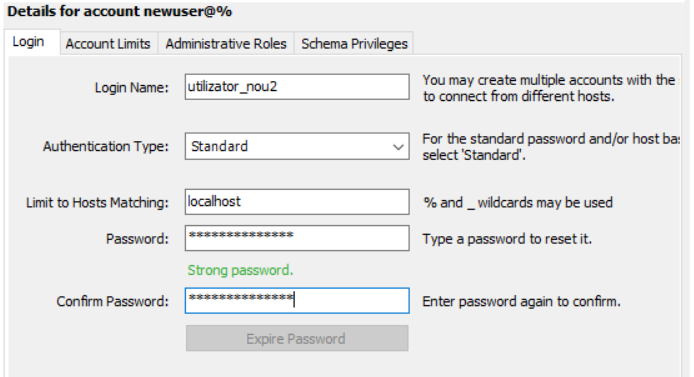 Details for account newuser@%
Login Account Limits Administrative Roles Schema Privileges
Login Name: utilizator_nou2 You may create multiple accounts with the
to connect from different hosts.
Authentication Type: Standard For the standard password and/or host
select 'Standard'.
Limit to Hosts Matching: localhost % and _ wildcards may be used
Password: ************** Type a password to reset it.
Strong password.
Confirm Password: ************** Enter password again to confirm.
Expire Password